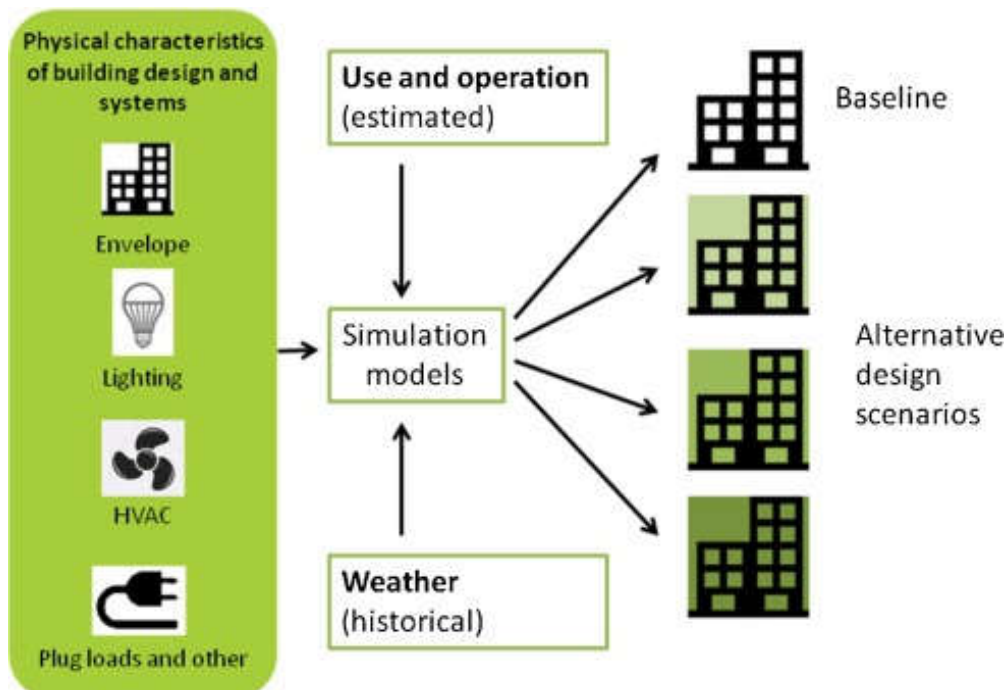 Physical characteristics
of building design and
systems
Envelope
Lighting
HVAC
Plug loads and other
Use and operation
(estimated)
Simulation
models
Weather
(historical)
Baseline
Alternative
design
scenarios